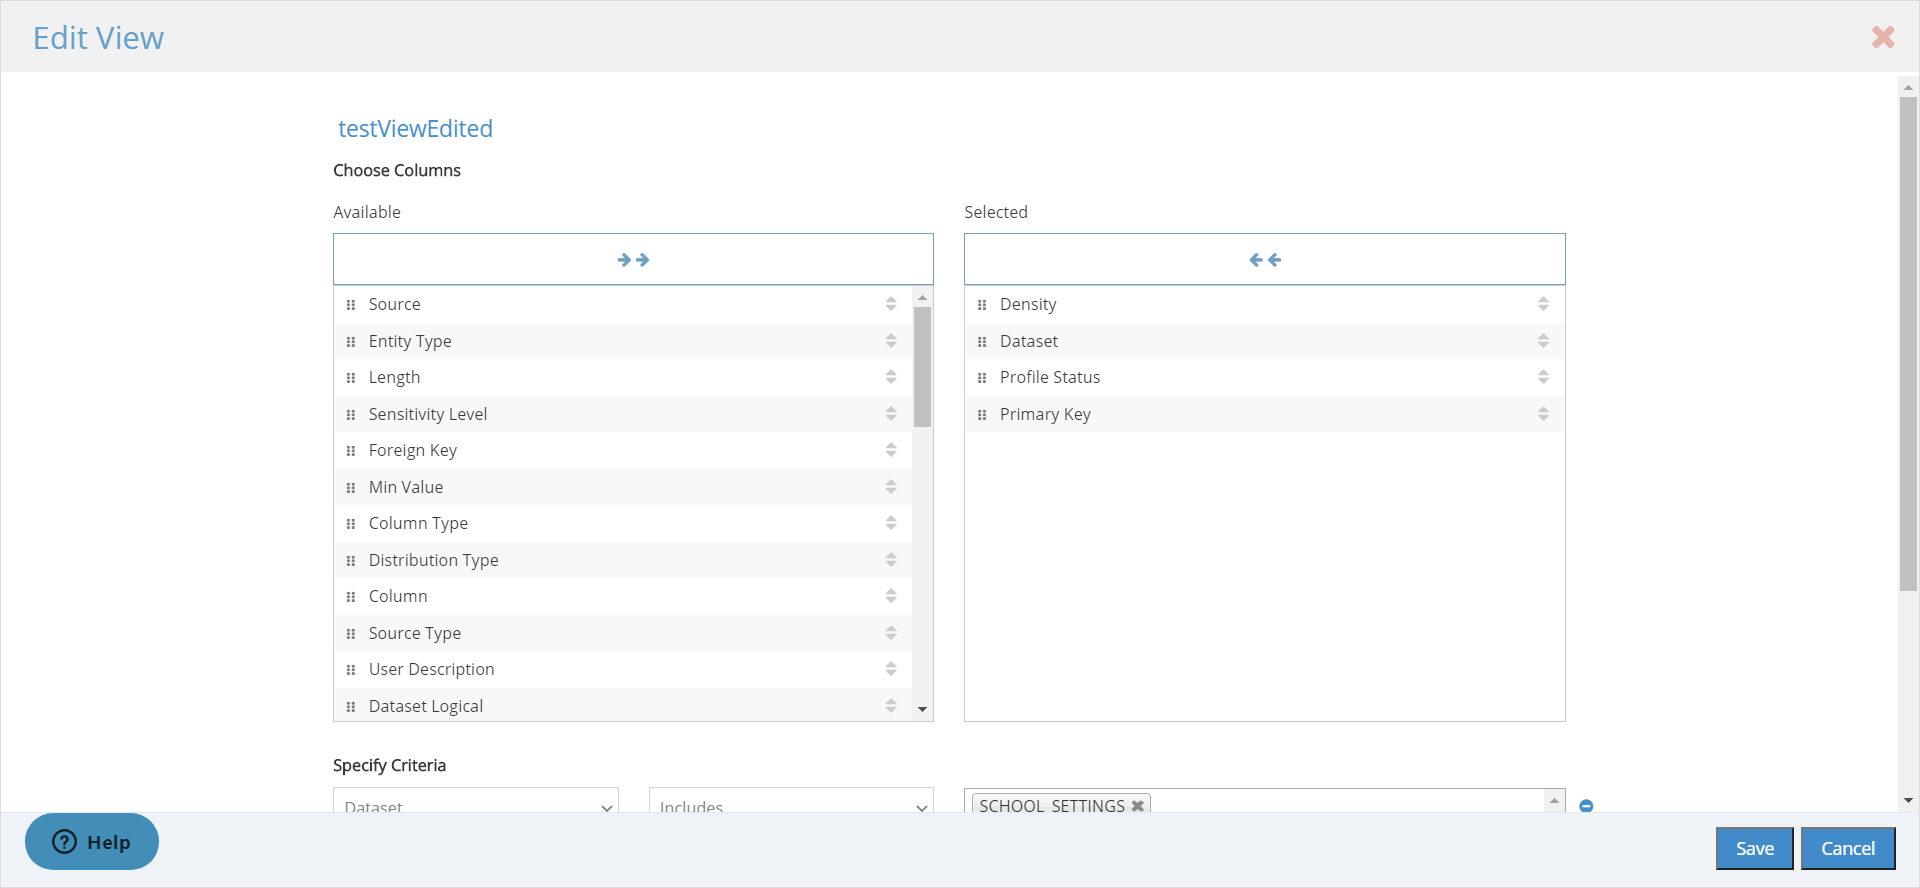 Edit View
testViewEdited
Choose Columns
Available
Selected
Source
Entity Type
Length
Sensitivity Level
Foreign Key
Min Value
Column Type
Distribution Type
Column
Source Type
User Description
Dataset Logical
Density
Dataset
Profile Status
Primary Key
Specify Criteria
Dataset
Includes
SCHOOL_SETTINGS
Help
Save
Cancel